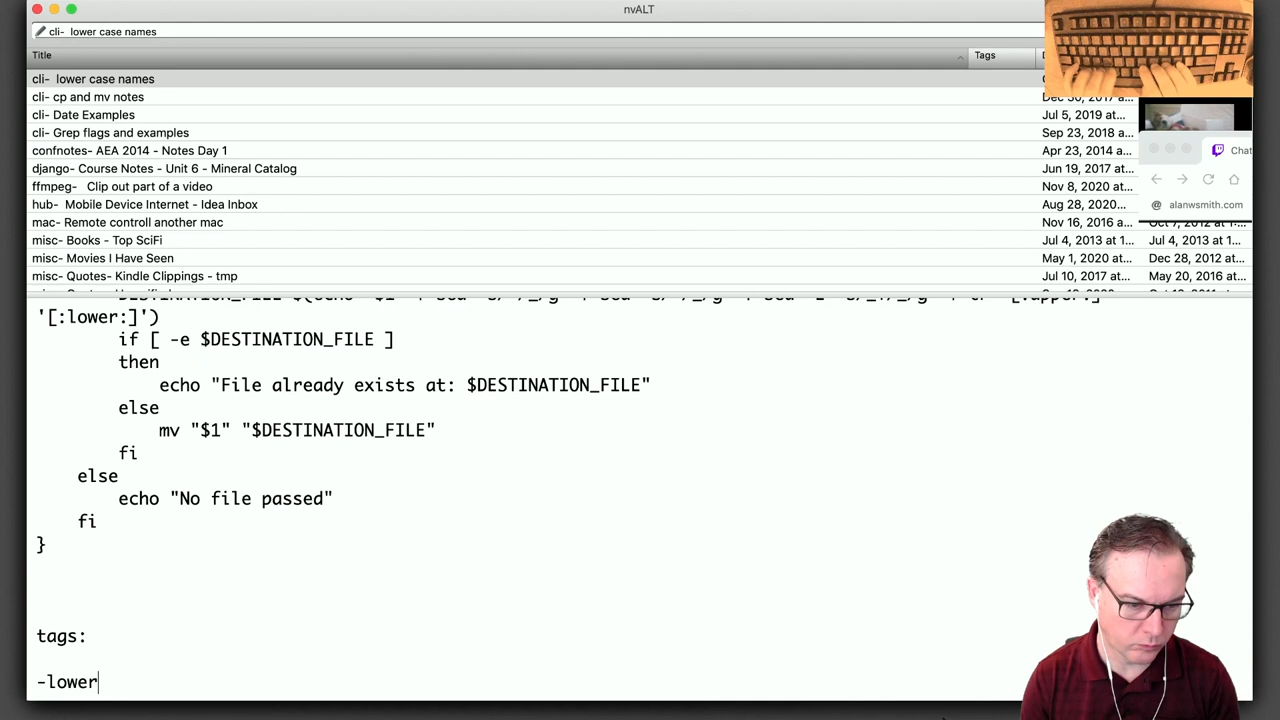 nvALT
cli- lower case names
Title
Tags
cli- lower case names
cli- cp and mv notes
Dec 30, 2017 a...
cli- Date Examples
Jul 5, 2019 at...
cli- Grep flags and examples
Sep 23, 2018 a...
confnotes- AEA 2014 - Notes Day 1
Apr 23, 2014 a...
Chat
django- Course Notes - Unit 6 - Mineral Catalog
Jun 19, 2017 at...
ffmpeg- Clip out part of a video
Nov 8, 2020 at...
hub- Mobile Device Internet - Idea Inbox
Aug 28, 2020...
@ alanwsmith.com
mac- Remote controll another mac
Nov 16, 2016 a...
Oct 7, 2012 at 1...
misc- Books - Top SciFi
Jul 4, 2013 at 1...
Jul 4, 2013 at 1...
misc- Movies I Have Seen
May 1, 2020 at...
Dec 28, 2012 at...
misc- Quotes- Kindle Clippings - tmp
Jul 10, 2017 at...
May 20, 2016 at...
'[:lower:]')
if [ -e $DESTINATION_FILE ]
then
echo "File already exists at: $DESTINATION_FILE"
else
mv "$1" "$DESTINATION_FILE"
fi
else
echo "No file passed"
fi
}
tags:
-lower